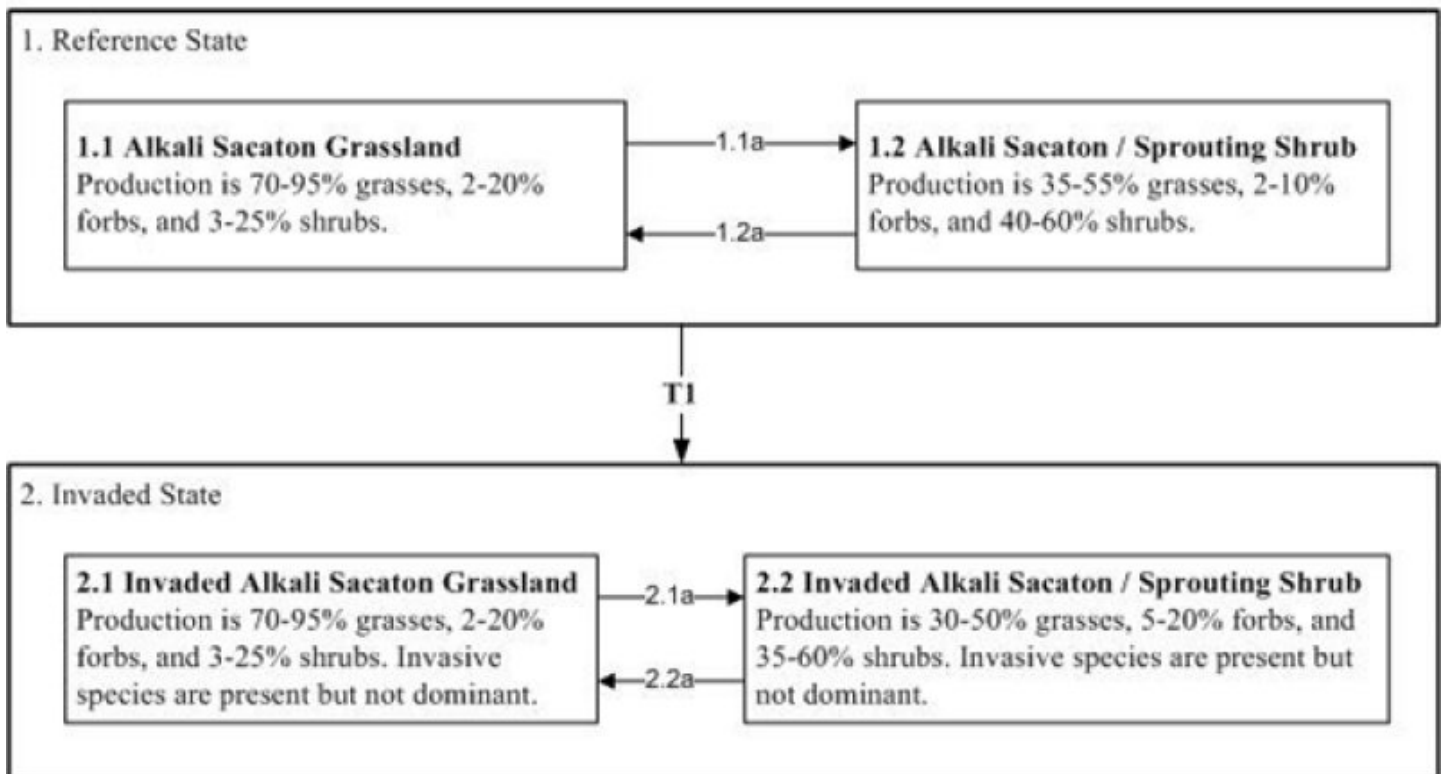 1. Reference State
1.1 Alkali Sacaton Grassland
Production is 70-95% grasses, 2-20%
forbs, and 3-25% shrubs.
1.1a
1.2a
1.2 Alkali Sacaton / Sprouting Shrub
Production is 35-55% grasses, 2-10%
forbs, and 40-60% shrubs.
T1
2. Invaded State
2.1 Invaded Alkali Sacaton Grassland
Production is 70-95% grasses, 2-20%
forbs, and 3-25% shrubs. Invasive
species are present but not dominant.
2.1a
2.2a
2.2 Invaded Alkali Sacaton / Sprouting Shrub
Production is 30-50% grasses, 5-20% forbs, and
35-60% shrubs. Invasive species are present but
not dominant.